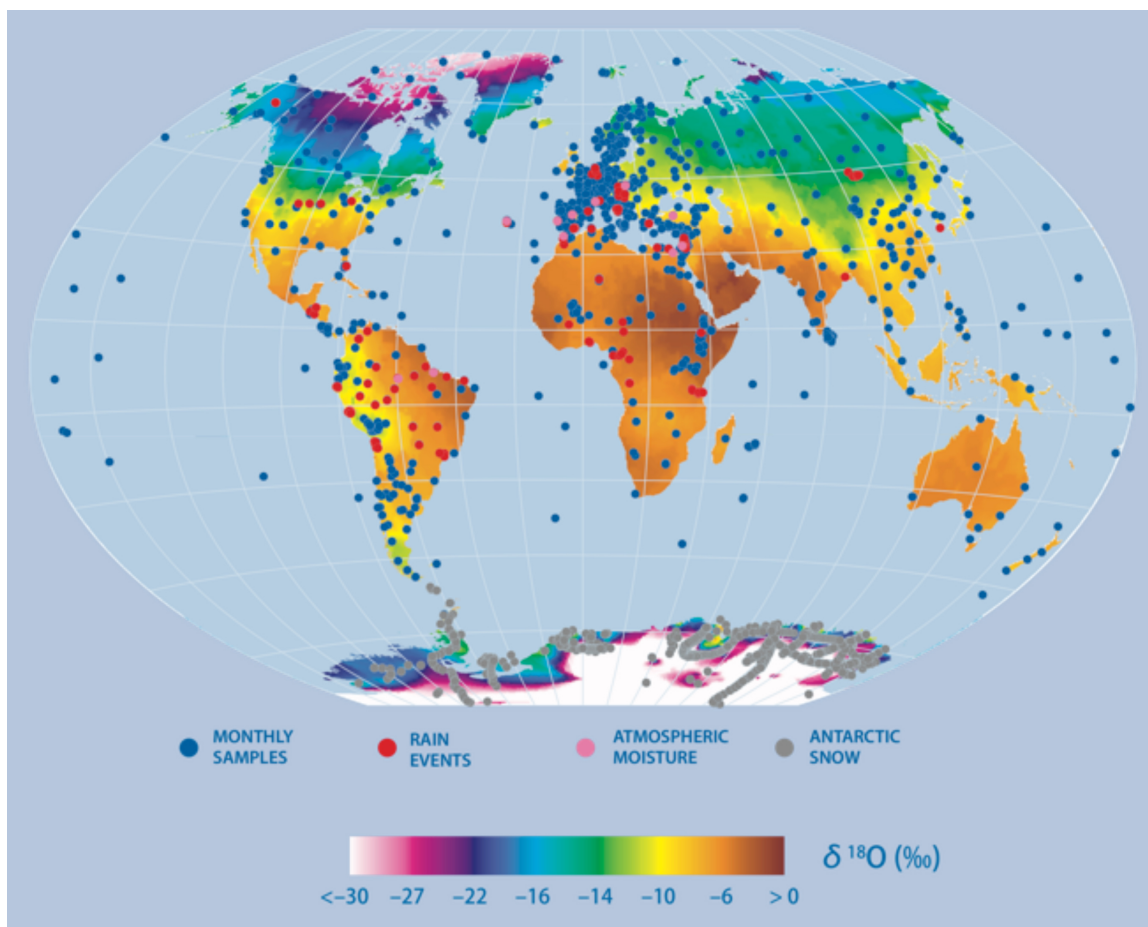 MONTHLY
SAMPLES
RAIN
EVENTS
ATMOSPHERIC
MOISTURE
ANTARCTIC
SNOW
<–30 –27 –22 –16 –14 –10 –6 > 0
δ ¹⁸O (‰)